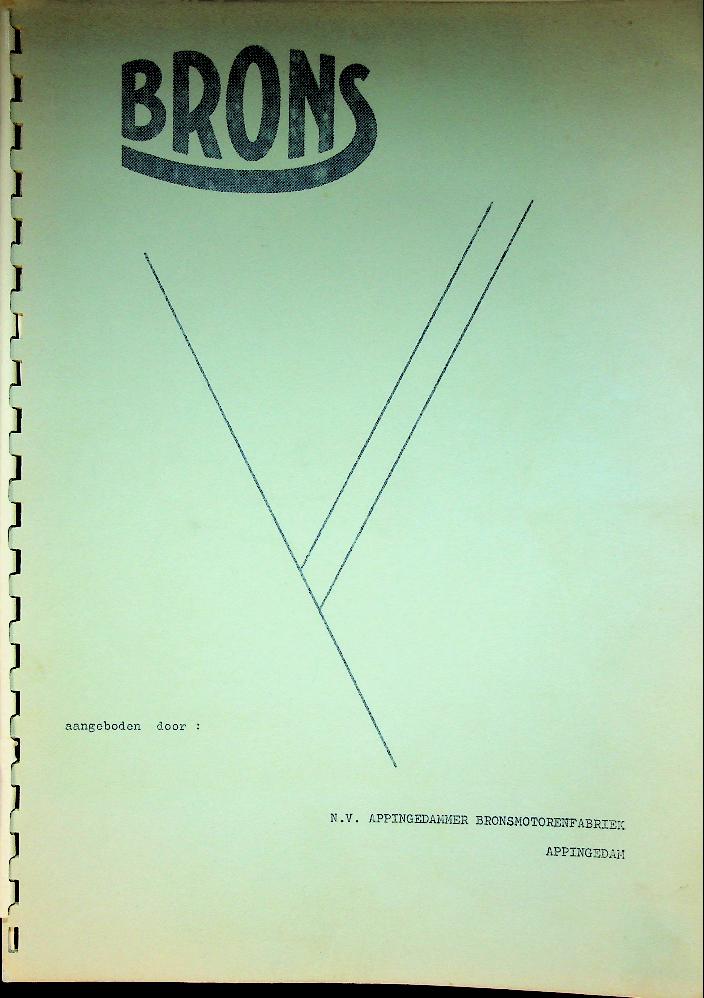 BRONS
aangeboden door :
N.V. APPINGEDAMMER BRONSMOTORENFABRIEK
APPINGEDAM